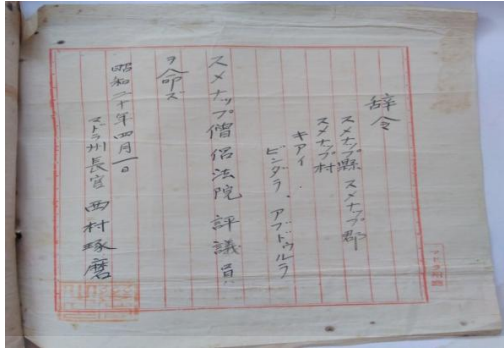 辞令
スメナップ縣 スメナップ郡
スメナップ村
キアイ.
ビンダラ.アブドゥルラ
スメナップ僧侶法院 評議員
ヲ命ズ
昭和二十年四月一日
マドラ州長官 西村琢磨